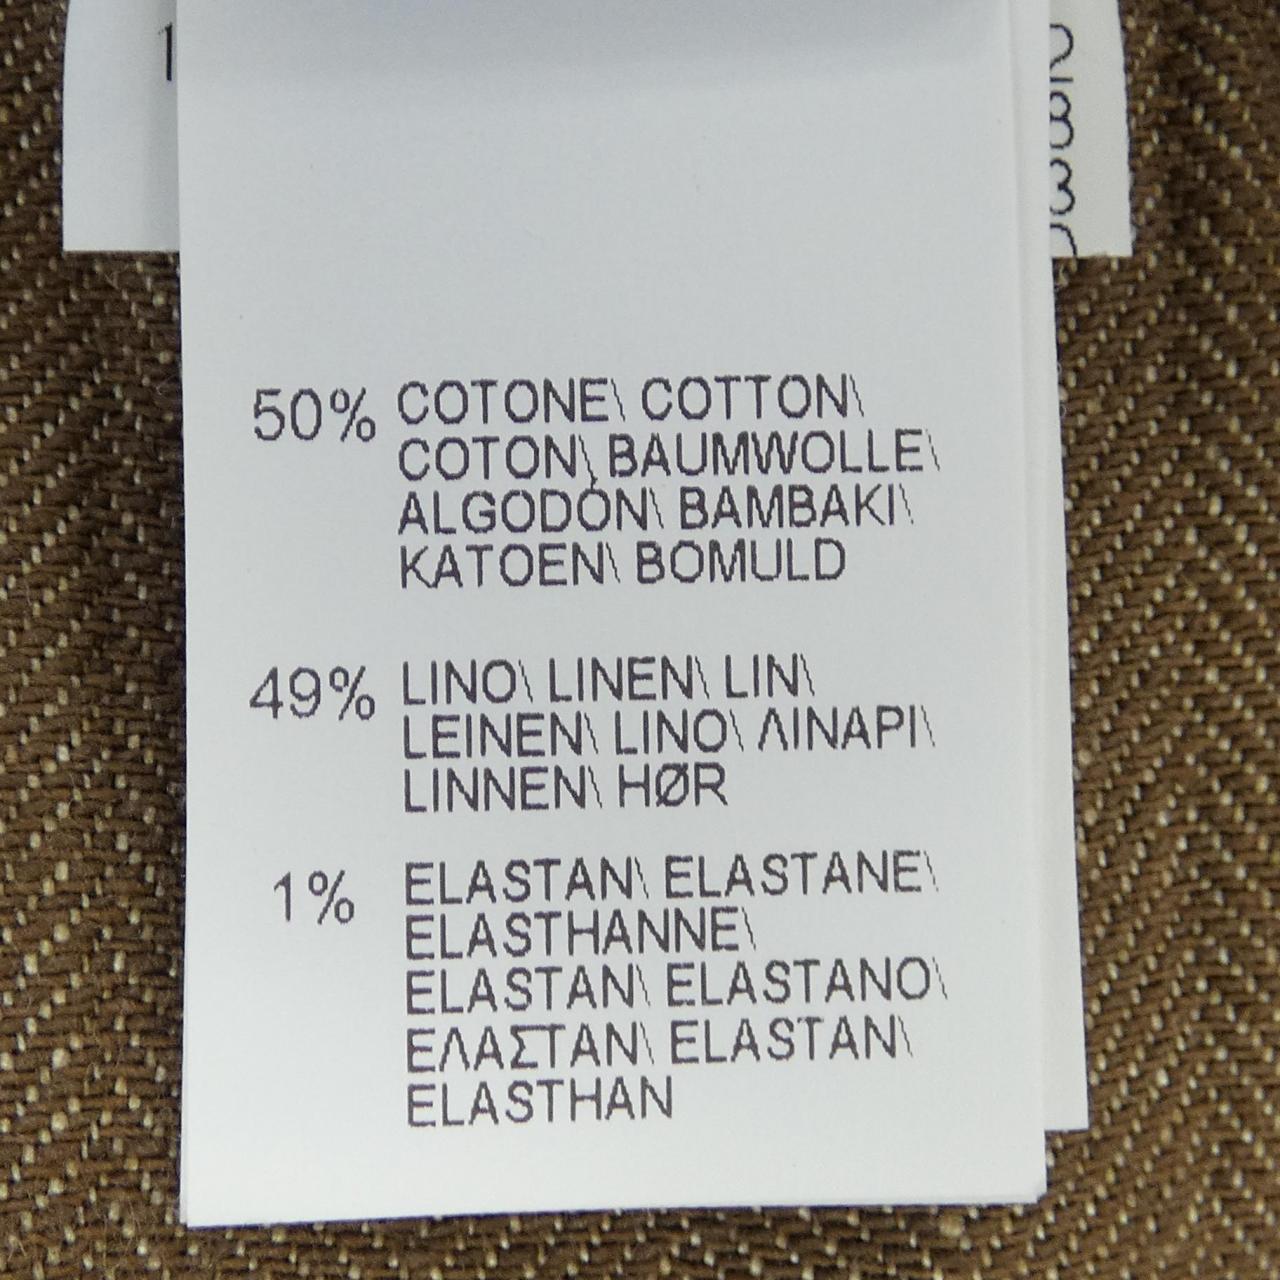 50% COTONE\ COTTON\
COTON\ BAUMWOLLE\
ALGODÓN\ BAMBAKI\
KATOEN\ BOMULD
49% LINO\ LINEN\ LIN\
LEINEN\ LINO\ ΛΙΝΑΡΙ\
LINNEN\ HØR
1% ELASTAN\ ELASTANE\
ELASTHANNE\
ELASTAN\ ELASTANO\
ΕΛΑΣΤΑΝ\ ELASTAN\
ELASTHAN